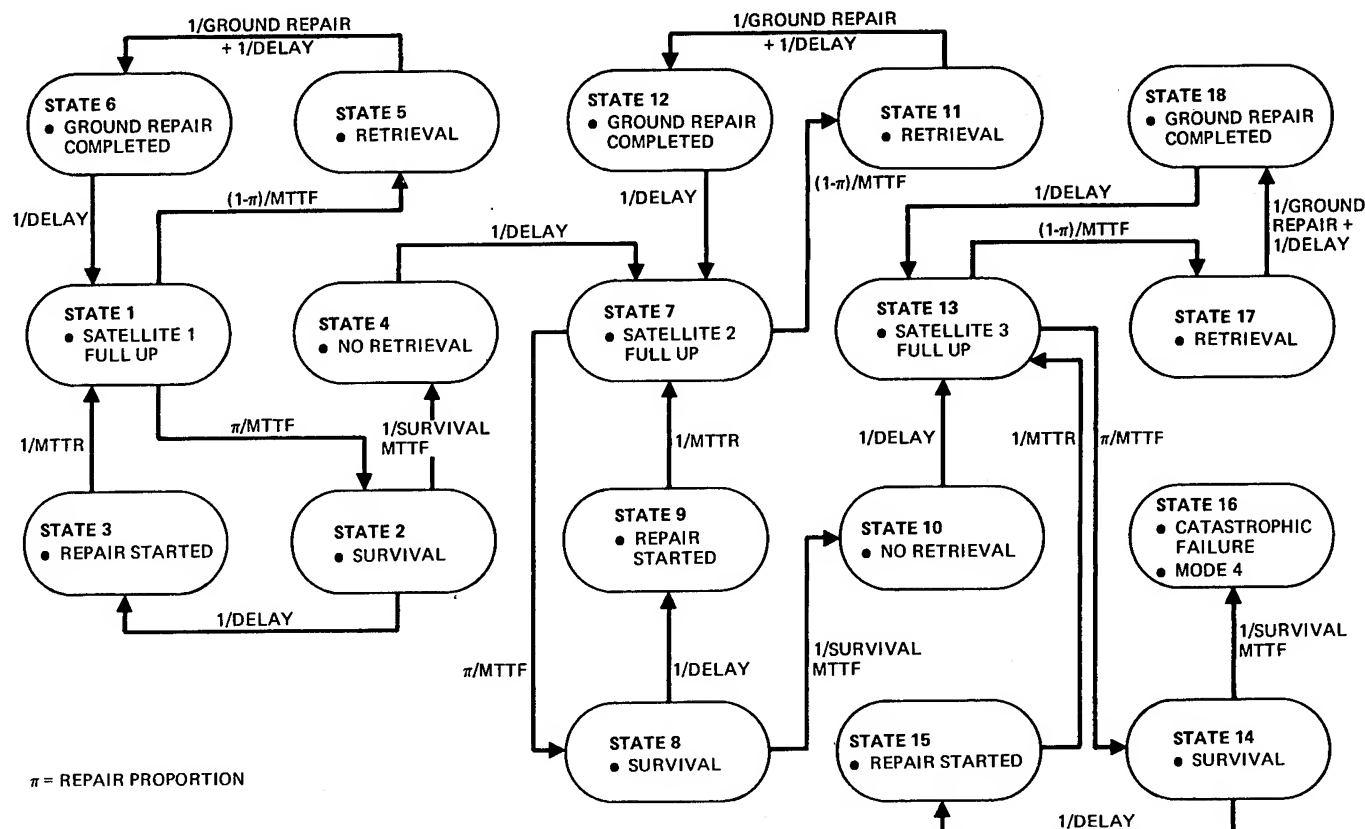 1/GROUND REPAIR
+ 1/DELAY
STATE 6
• GROUND REPAIR
COMPLETED
STATE 5
• RETRIEVAL
1/DELAY
(1-π)/MTTF
STATE 1
• SATELLITE 1
FULL UP
1/DELAY
STATE 4
• NO RETRIEVAL
1/MTTR
π/MTTF
1/SURVIVAL
MTTF
STATE 3
• REPAIR STARTED
STATE 2
• SURVIVAL
1/DELAY
1/GROUND REPAIR
+ 1/DELAY
STATE 12
• GROUND REPAIR
COMPLETED
STATE 11
• RETRIEVAL
1/DELAY
(1-π)/MTTF
STATE 7
• SATELLITE 2
FULL UP
1/MTTR
STATE 9
• REPAIR
STARTED
π/MTTF
1/DELAY
STATE 8
• SURVIVAL
1/SURVIVAL
MTTF
STATE 10
• NO RETRIEVAL
1/DELAY
STATE 18
• GROUND REPAIR
COMPLETED
1/DELAY
1/GROUND
REPAIR +
1/DELAY
(1-π)/MTTF
STATE 13
• SATELLITE 3
FULL UP
STATE 17
• RETRIEVAL
1/MTTR
π/MTTF
STATE 16
• CATASTROPHIC
FAILURE
• MODE 4
1/SURVIVAL
MTTF
STATE 15
• REPAIR STARTED
STATE 14
• SURVIVAL
1/DELAY
π = REPAIR PROPORTION